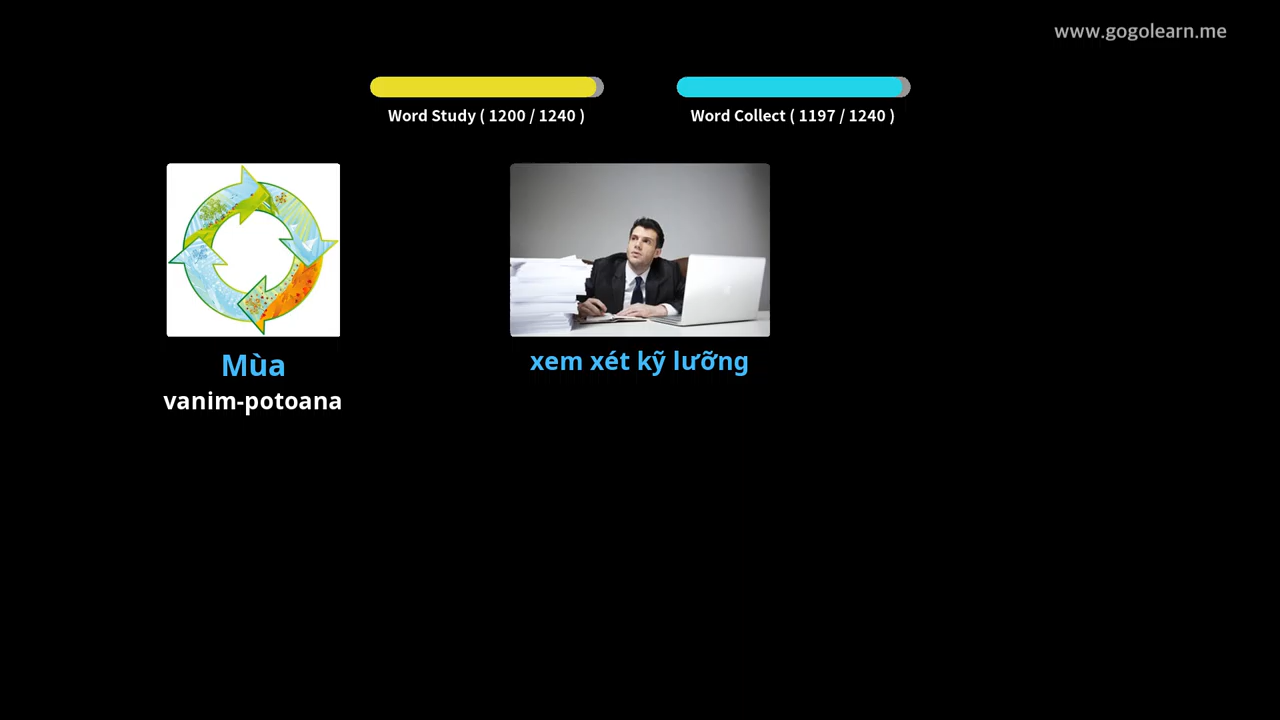 www.gogolearn.me
Word Study ( 1200 / 1240 )
Word Collect ( 1197 / 1240 )
Mùa
vanim-potoana
xem xét kỹ lưỡng